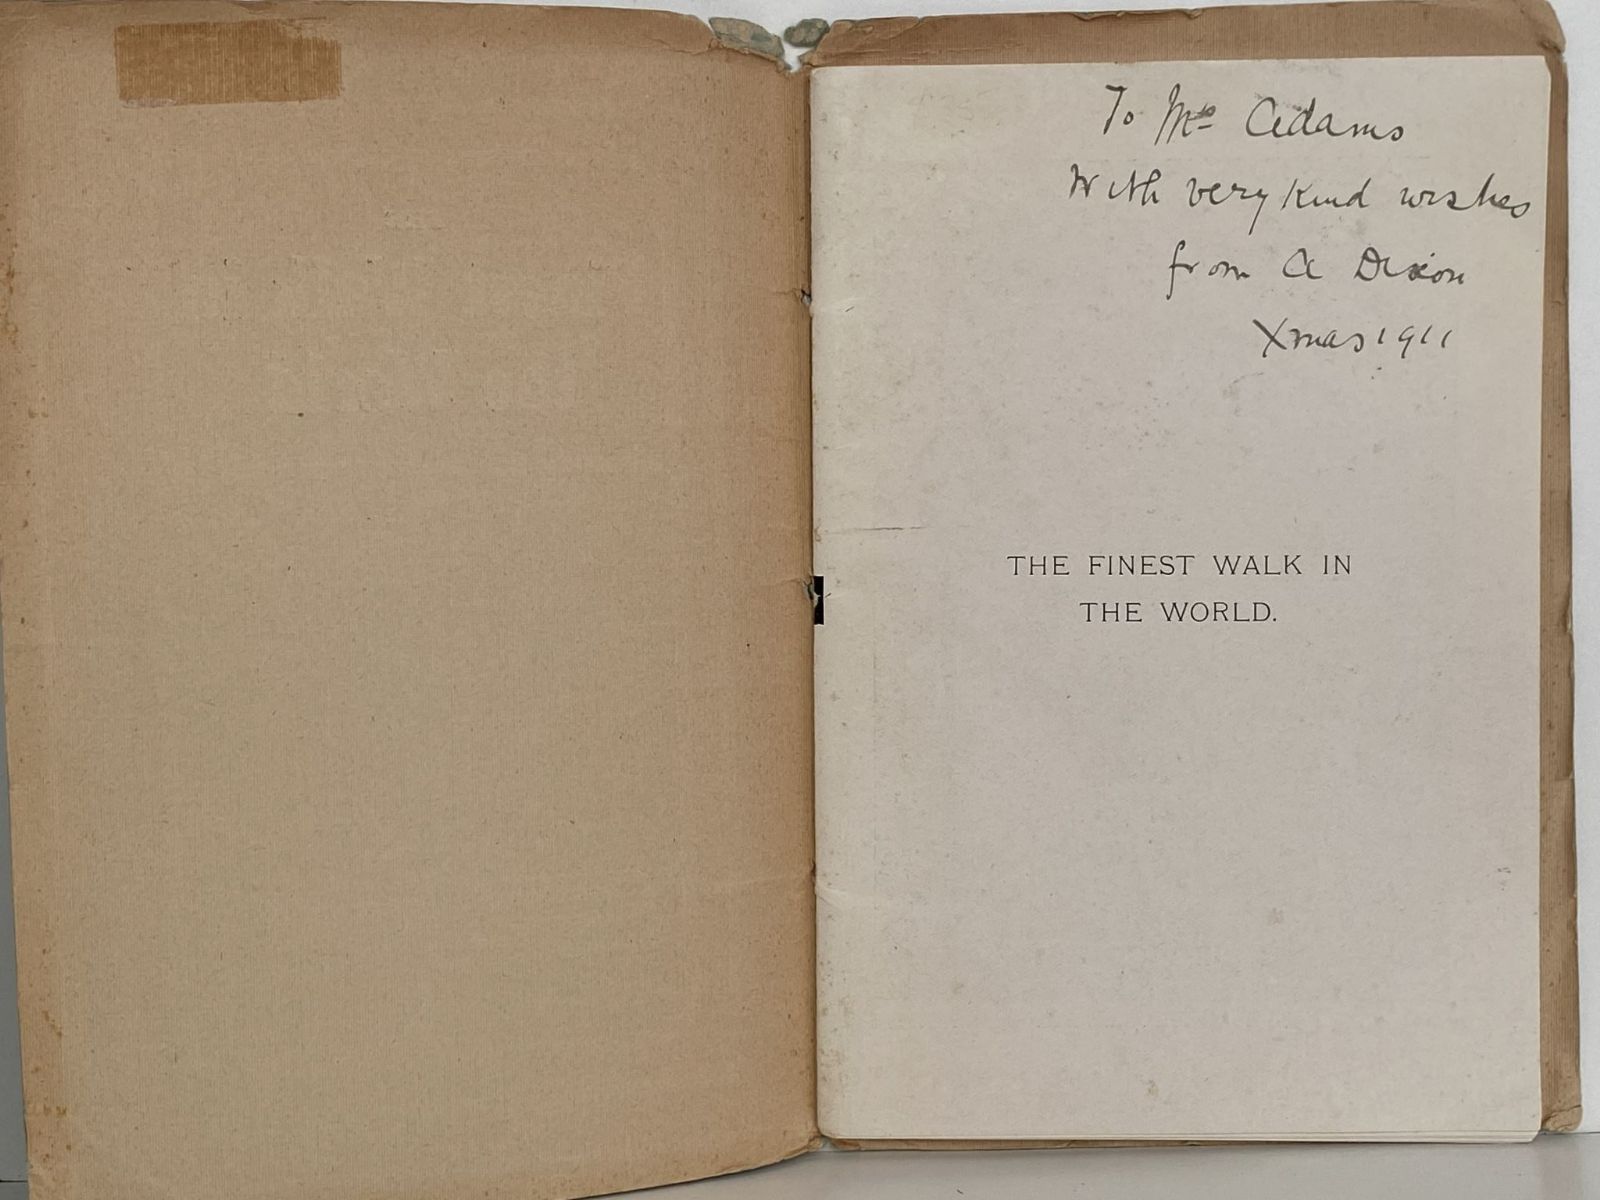 To Mrs Adams
With very kind wishes
from A Dixon
Xmas 1911
THE FINEST WALK IN
THE WORLD.